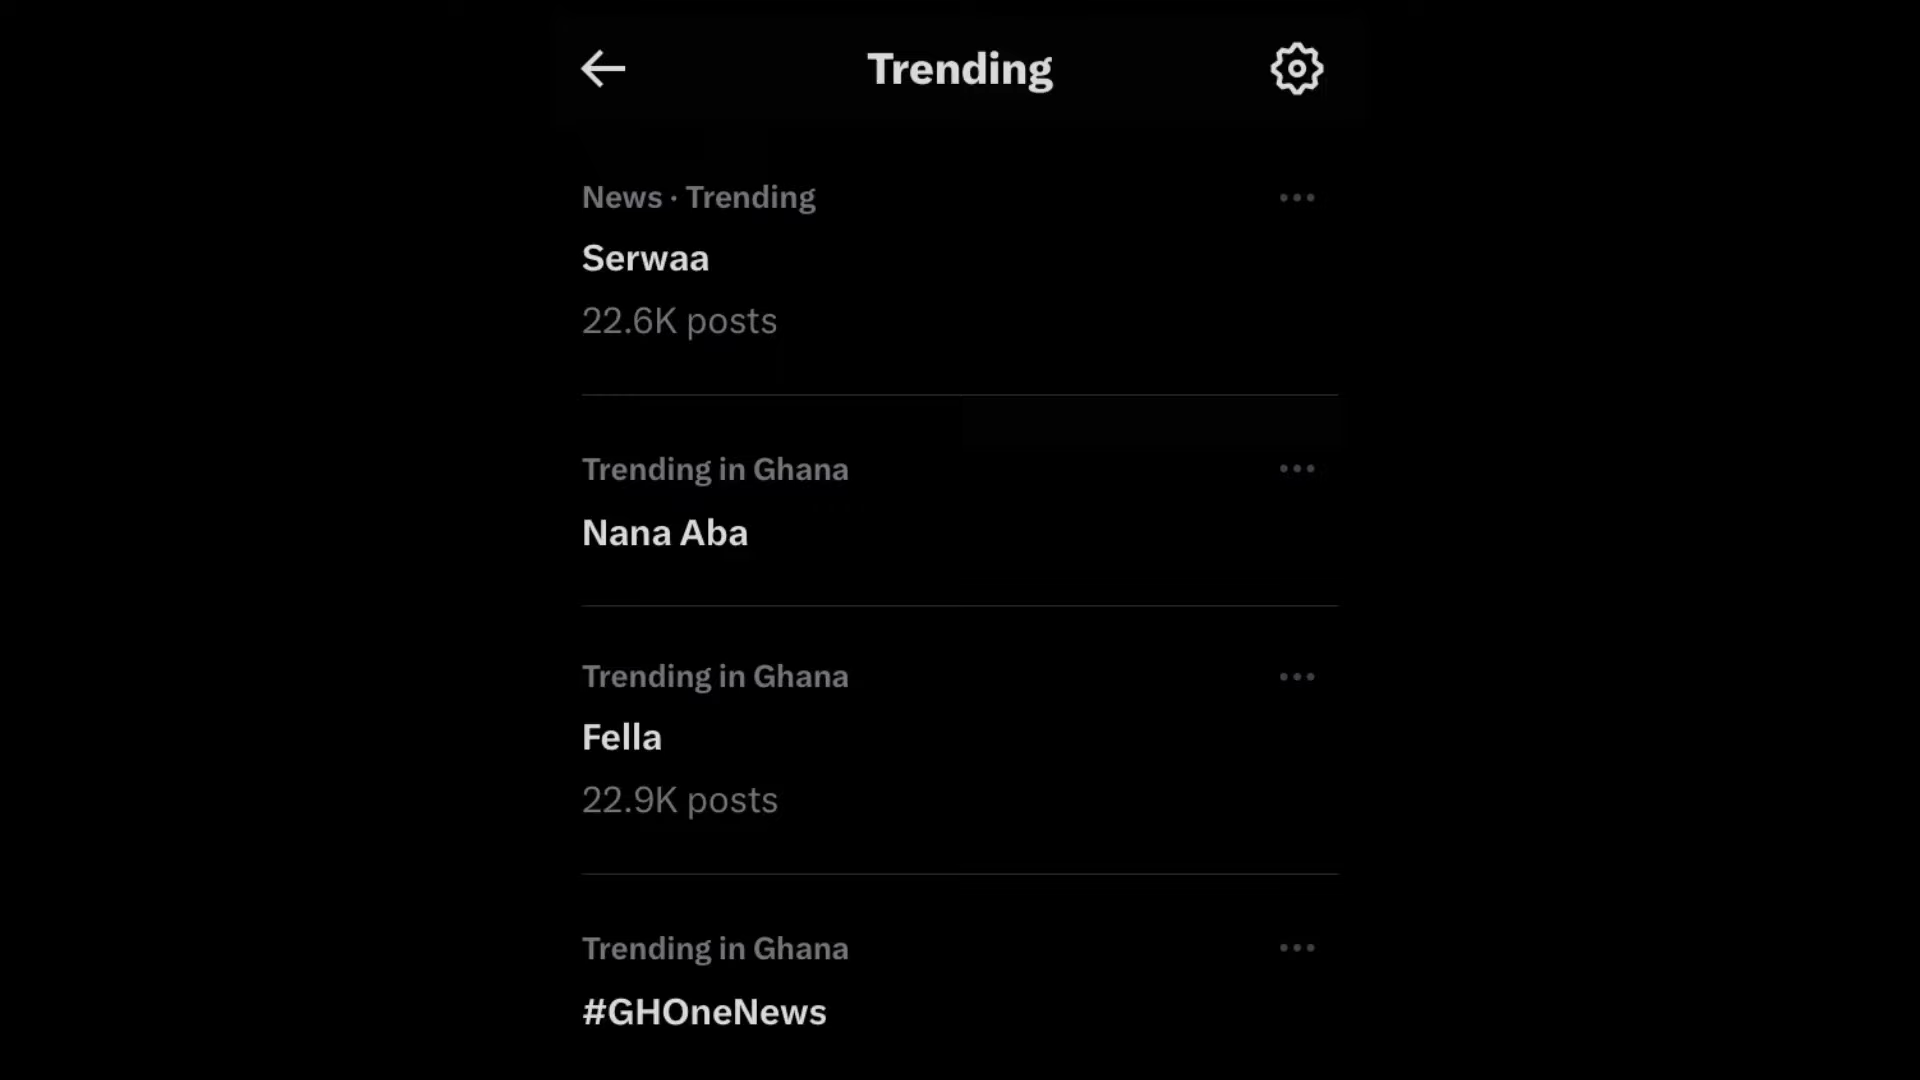 Trending
News · Trending
Serwaa
22.6K posts
Trending in Ghana
Nana Aba
Trending in Ghana
Fella
22.9K posts
Trending in Ghana
#GHOneNews